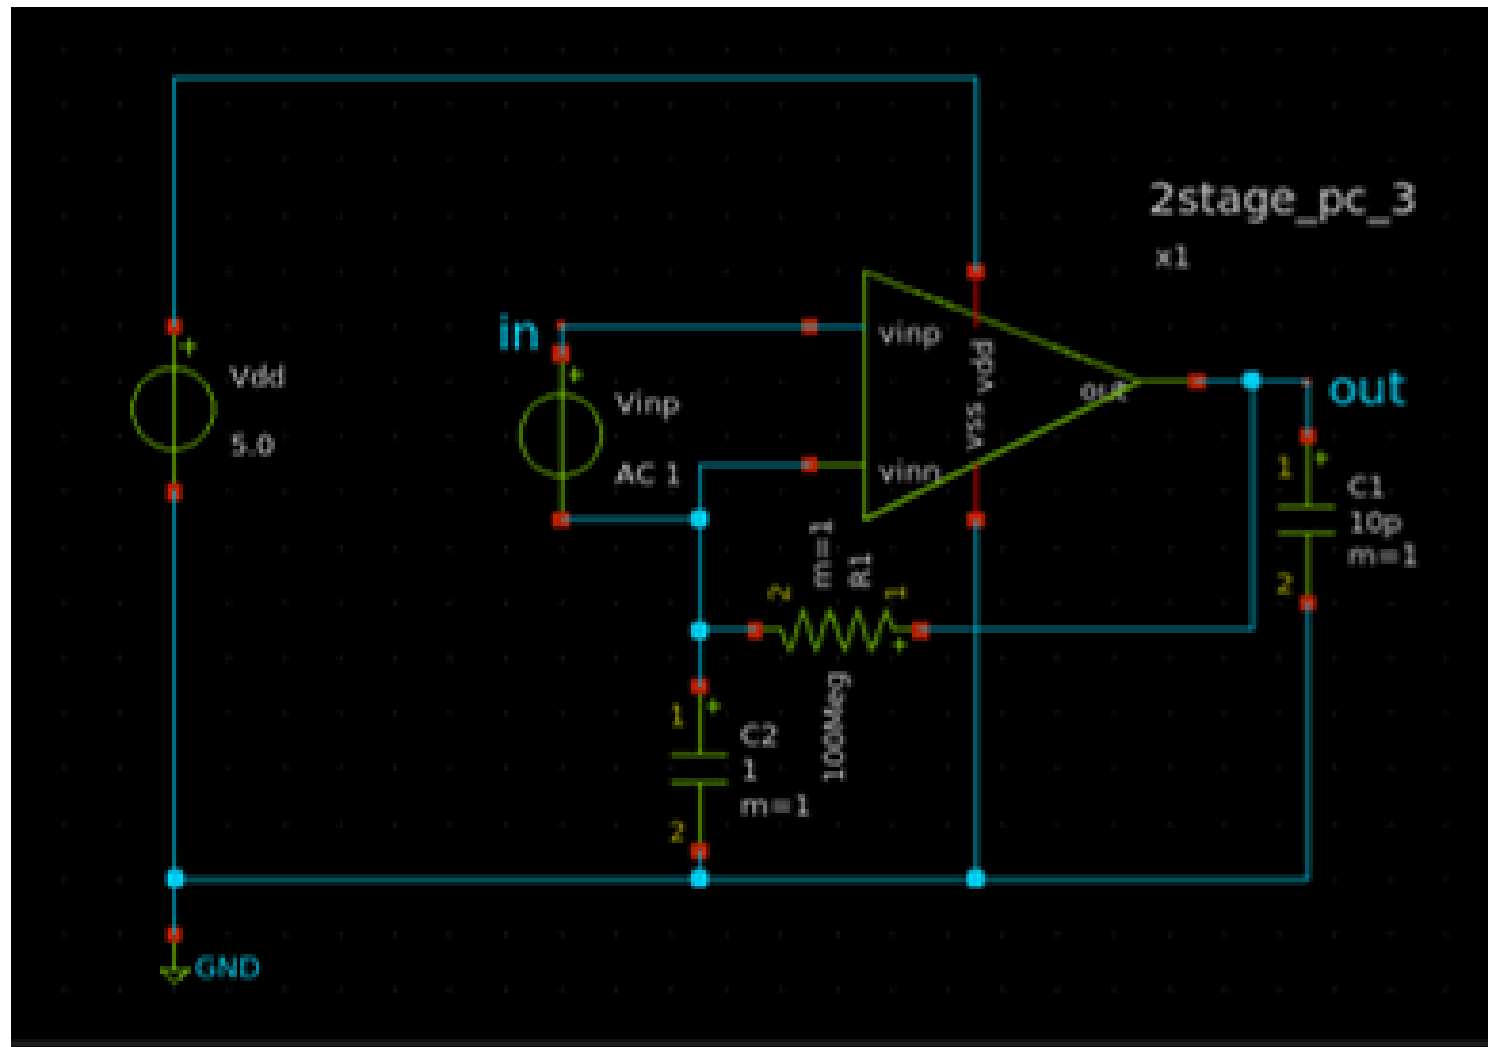 2stage_pc_3
x1
in
vinp
vdd
vss
out
out
Vdd
5.0
Vinp
AC 1
vinn
1
C1
10p
m=1
2
m=1
R1
2
1
100Meg
1
C2
1
m=1
2
GND